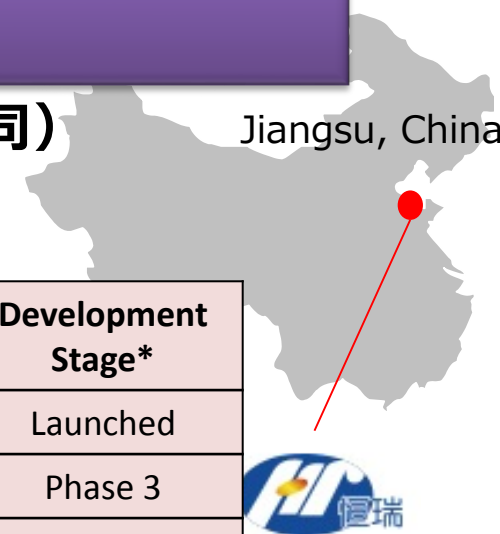 司） Jiangsu, China
Development
Stage*
Launched
Phase 3
恒瑞